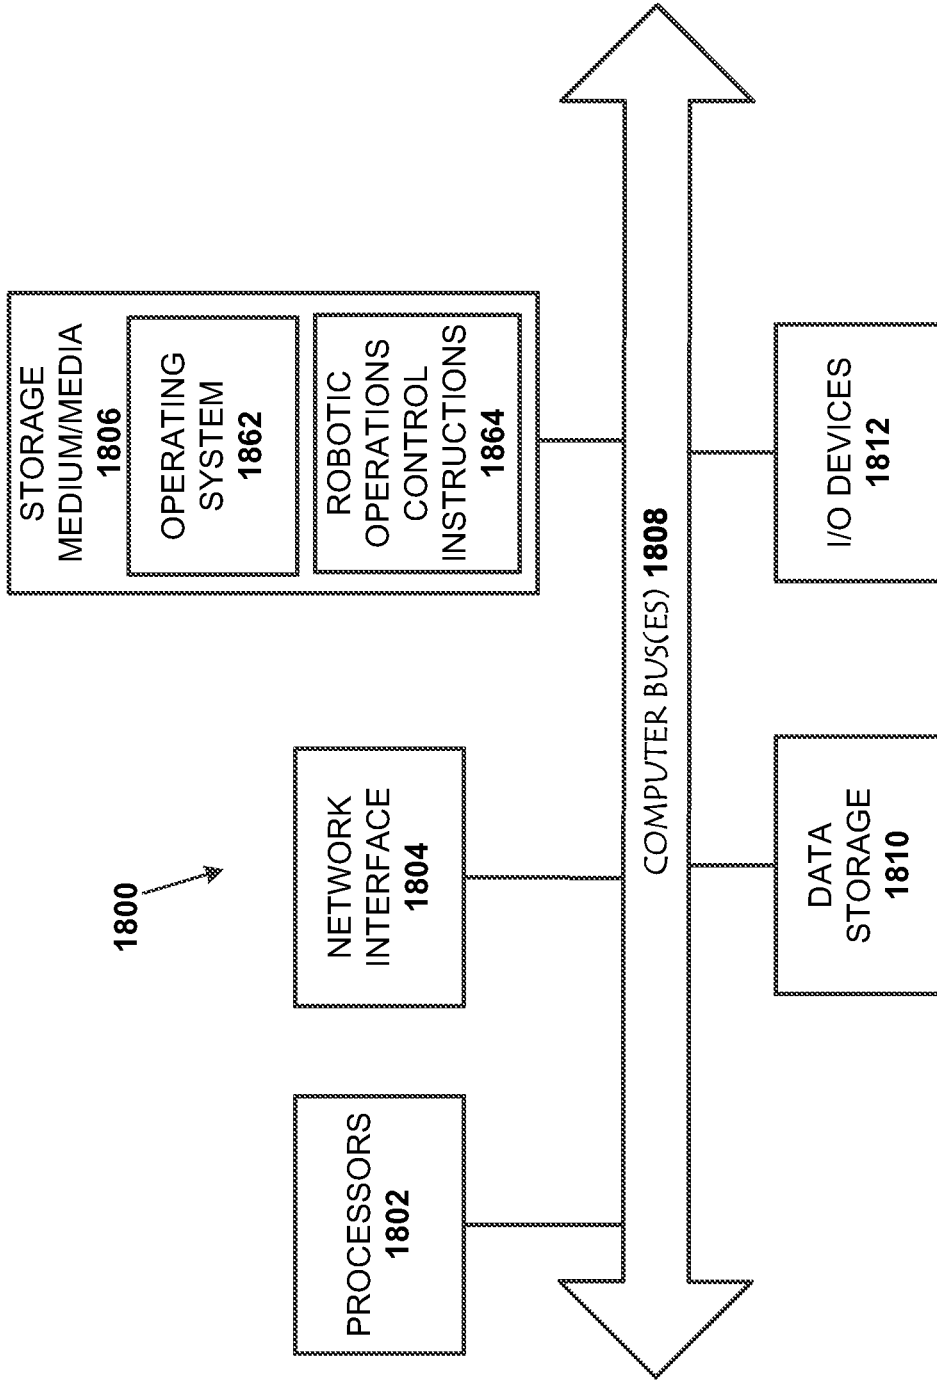 1800
PROCESSORS
1802
NETWORK
INTERFACE
1804
STORAGE
MEDIUM/MEDIA
1806
OPERATING
SYSTEM
1862
ROBOTIC
OPERATIONS
CONTROL
INSTRUCTIONS
1864
COMPUTER BUS(ES) 1808
DATA
STORAGE
1810
I/O DEVICES
1812